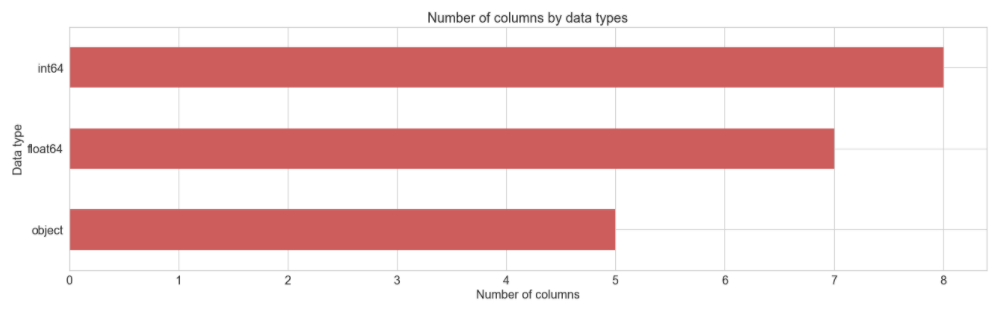 Number of columns by data types
int64
float64
object
Data type
0 1 2 3 4 5 6 7 8
Number of columns